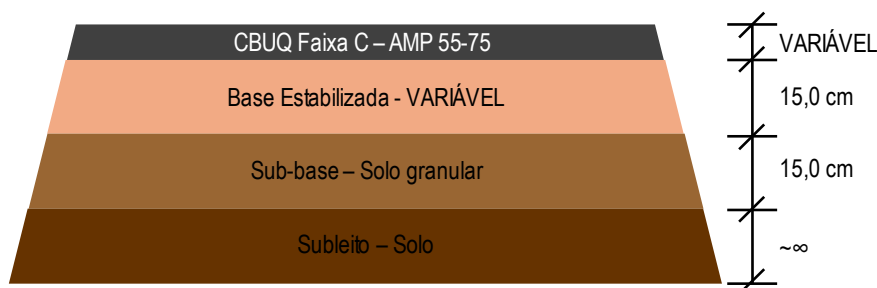 CBUQ Faixa C – AMP 55-75
VARIÁVEL
Base Estabilizada - VARIÁVEL
15,0 cm
Sub-base – Solo granular
15,0 cm
Subleito – Solo
~∞